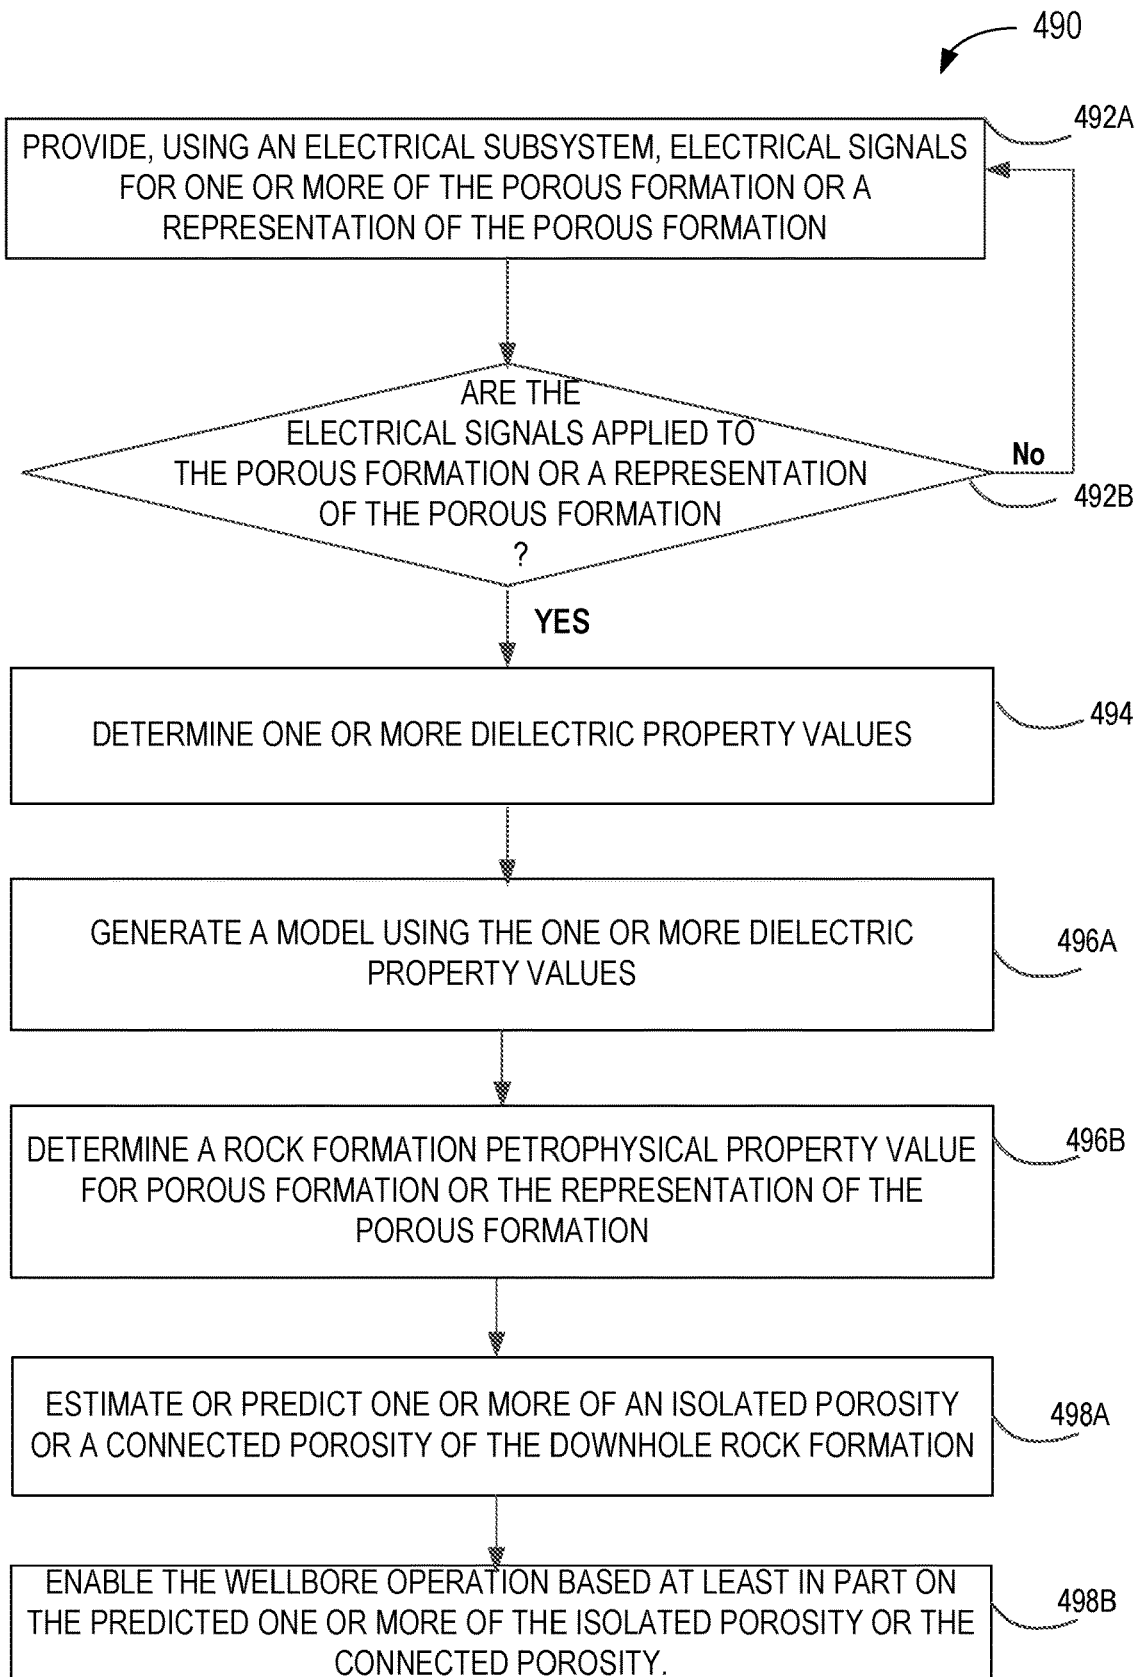 490
492A
PROVIDE, USING AN ELECTRICAL SUBSYSTEM, ELECTRICAL SIGNALS
FOR ONE OR MORE OF THE POROUS FORMATION OR A
REPRESENTATION OF THE POROUS FORMATION
ARE THE
ELECTRICAL SIGNALS APPLIED TO
THE POROUS FORMATION OR A REPRESENTATION
OF THE POROUS FORMATION
?
No
492B
YES
DETERMINE ONE OR MORE DIELECTRIC PROPERTY VALUES
494
GENERATE A MODEL USING THE ONE OR MORE DIELECTRIC
PROPERTY VALUES
496A
DETERMINE A ROCK FORMATION PETROPHYSICAL PROPERTY VALUE
FOR POROUS FORMATION OR THE REPRESENTATION OF THE
POROUS FORMATION
496B
ESTIMATE OR PREDICT ONE OR MORE OF AN ISOLATED POROSITY
OR A CONNECTED POROSITY OF THE DOWNHOLE ROCK FORMATION
498A
ENABLE THE WELLBORE OPERATION BASED AT LEAST IN PART ON
THE PREDICTED ONE OR MORE OF THE ISOLATED POROSITY OR THE
CONNECTED POROSITY.
498B